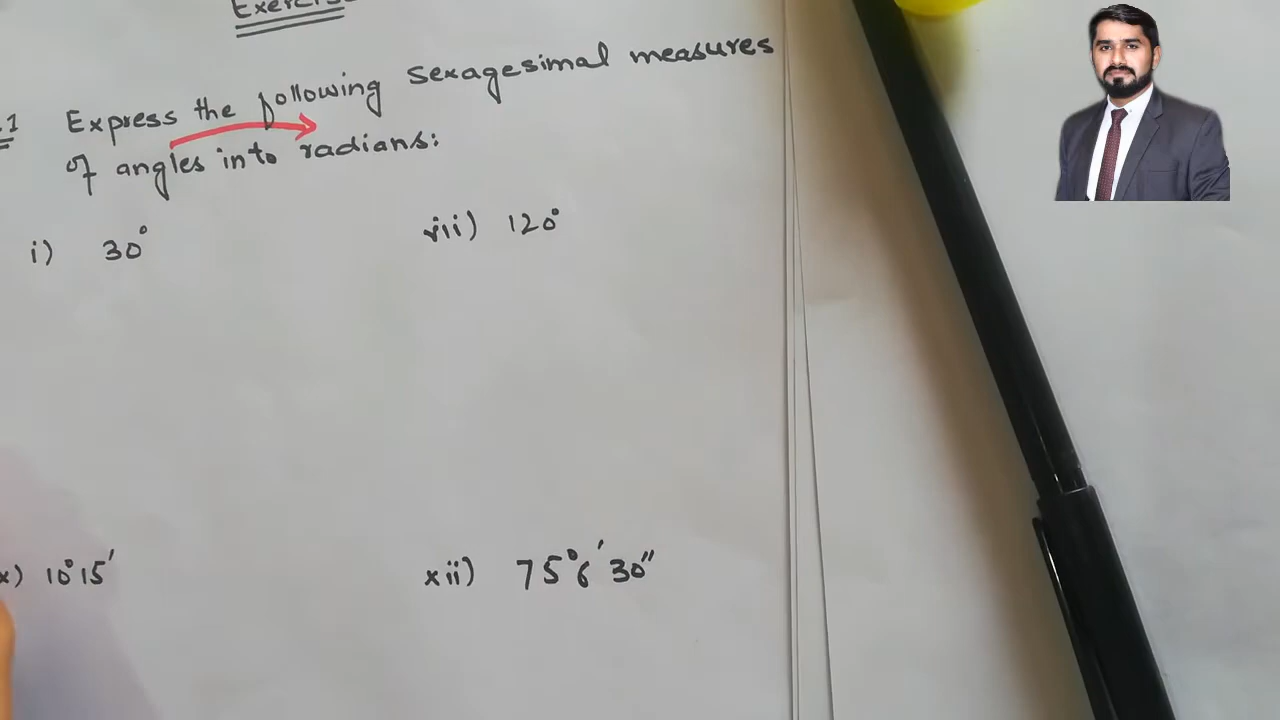 Exercise
.1 Express the following sexagesimal measures
of angles into radians:
i) 30°
vii) 120°
x) 10°15′
xii) 75°6′30″